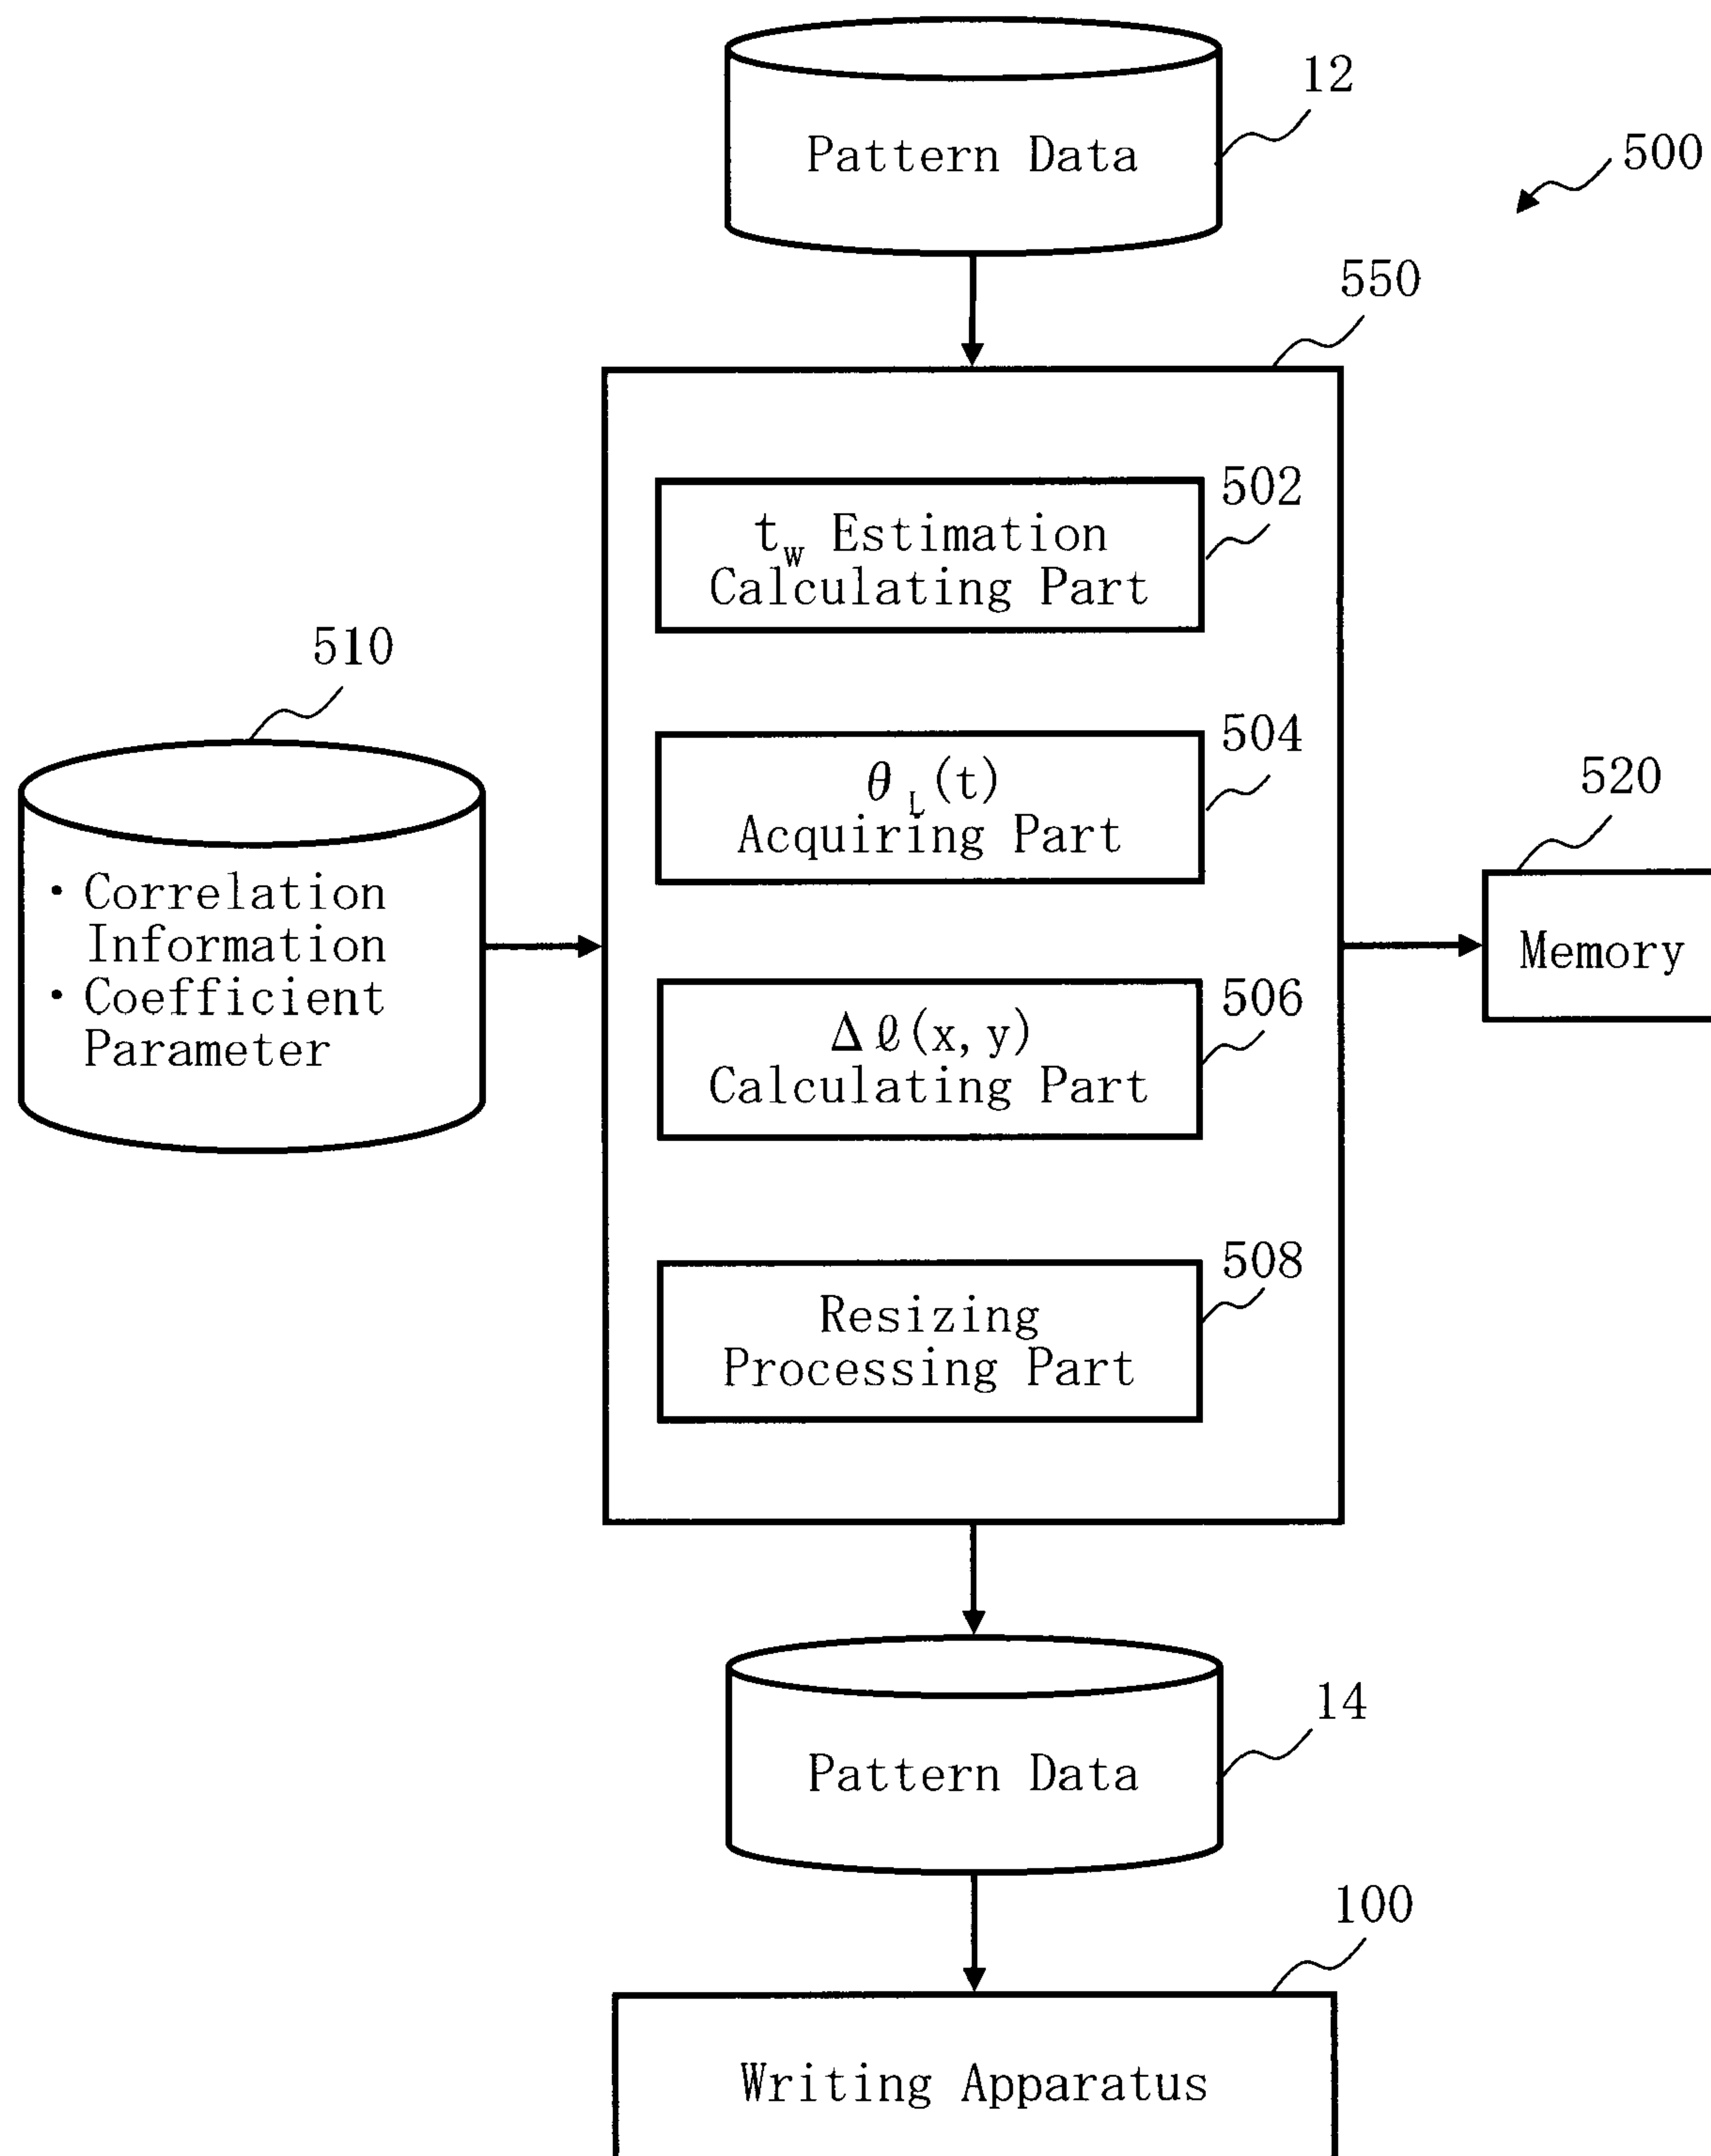 12
Pattern Data
500
550
502
t_w Estimation
Calculating Part
510
504
θ_L(t)
Acquiring Part
520
・Correlation
Information
・Coefficient
Parameter
Memory
506
Δℓ(x, y)
Calculating Part
508
Resizing
Processing Part
14
Pattern Data
100
Writing Apparatus